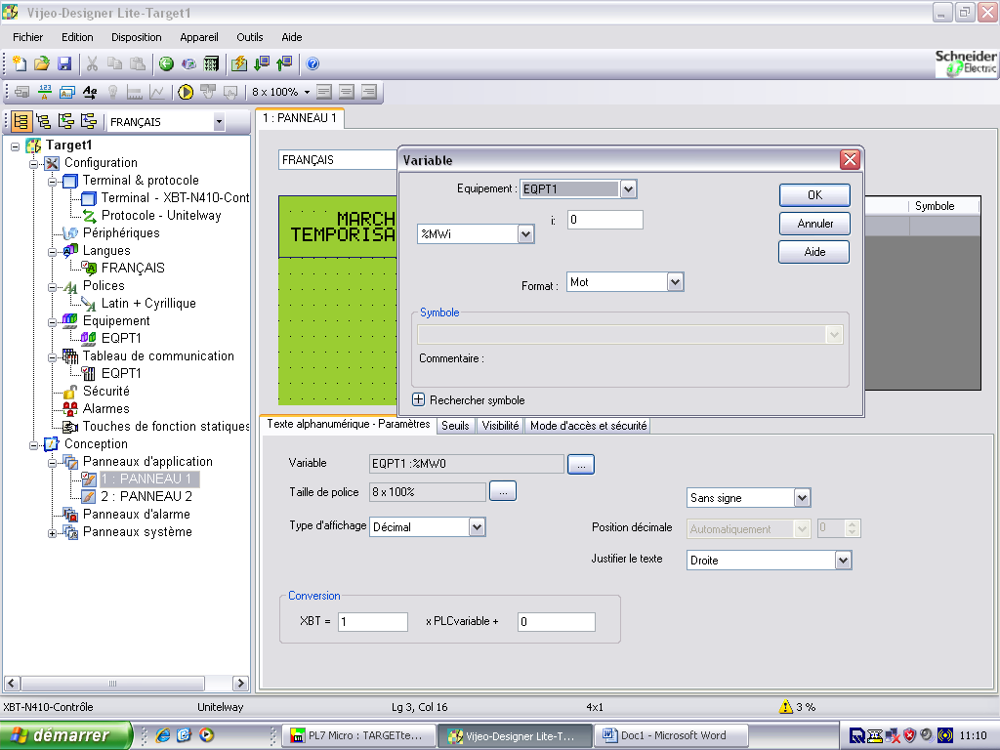 Vijeo-Designer Lite-Target1
Fichier Edition Disposition Appareil Outils Aide
Schneider Electric
8 x 100%
FRANÇAIS
1 : PANNEAU 1
Target1
Configuration
Terminal & protocole
Terminal - XBT-N410-Cont
Protocole - Unitelway
Périphériques
Langues
FRANÇAIS
Polices
Latin + Cyrillique
Equipement
EQPT1
Tableau de communication
EQPT1
Sécurité
Alarmes
Touches de fonction statiques
Conception
Panneaux d'application
1 : PANNEAU 1
2 : PANNEAU 2
Panneaux d'alarme
Panneaux système
FRANÇAIS
MARCH
TEMPORISA
Symbole
Variable
Equipement : EQPT1
OK
%MWi
i: 0
Annuler
Aide
Format : Mot
Symbole
Commentaire :
Rechercher symbole
Texte alphanumérique - Paramètres Seuils Visibilité Mode d'accès et sécurité
Variable EQPT1 :%MW0 ...
Taille de police 8 x 100% ...
Sans signe
Type d'affichage Décimal
Position décimale Automatiquement 0
Justifier le texte Droite
Conversion
XBT = 1 x PLCvariable + 0
XBT-N410-Contrôle Unitelway Lg 3, Col 16 4x1 3 %
démarrer
PL7 Micro : TARGETte...
Vijeo-Designer Lite-T...
Doc1 - Microsoft Word
11:10